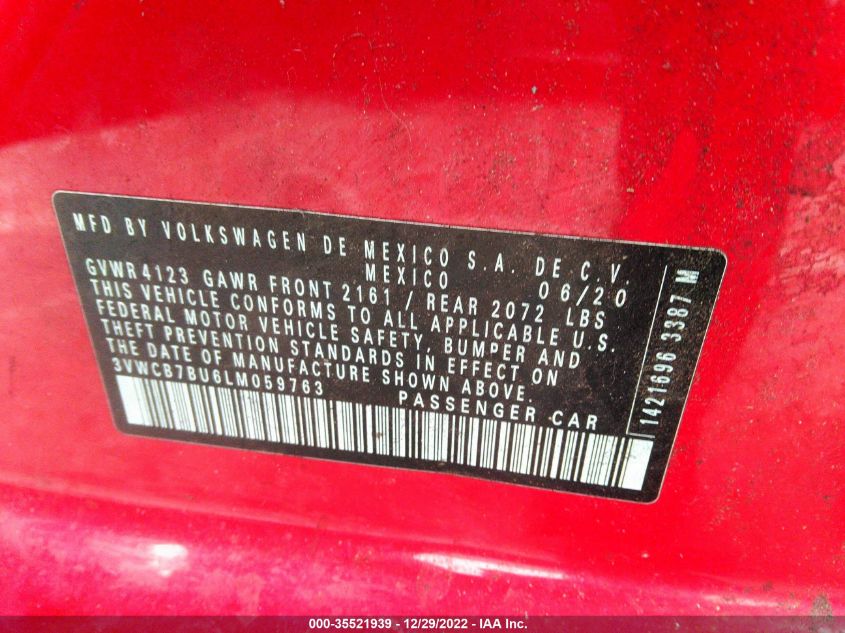 MFD BY VOLKSWAGEN DE MEXICO S.A. DE C.V.
MEXICO 06/20
GVWR 4123 GAWR FRONT 2161 / REAR 2072 LBS
THIS VEHICLE CONFORMS TO ALL APPLICABLE U.S.
FEDERAL MOTOR VEHICLE SAFETY, BUMPER AND
THEFT PREVENTION STANDARDS IN EFFECT ON
THE DATE OF MANUFACTURE SHOWN ABOVE.
3VWCB7BU6LM059763 PASSENGER CAR
1421696 3387 M
000-35521939 - 12/29/2022 - IAA Inc.